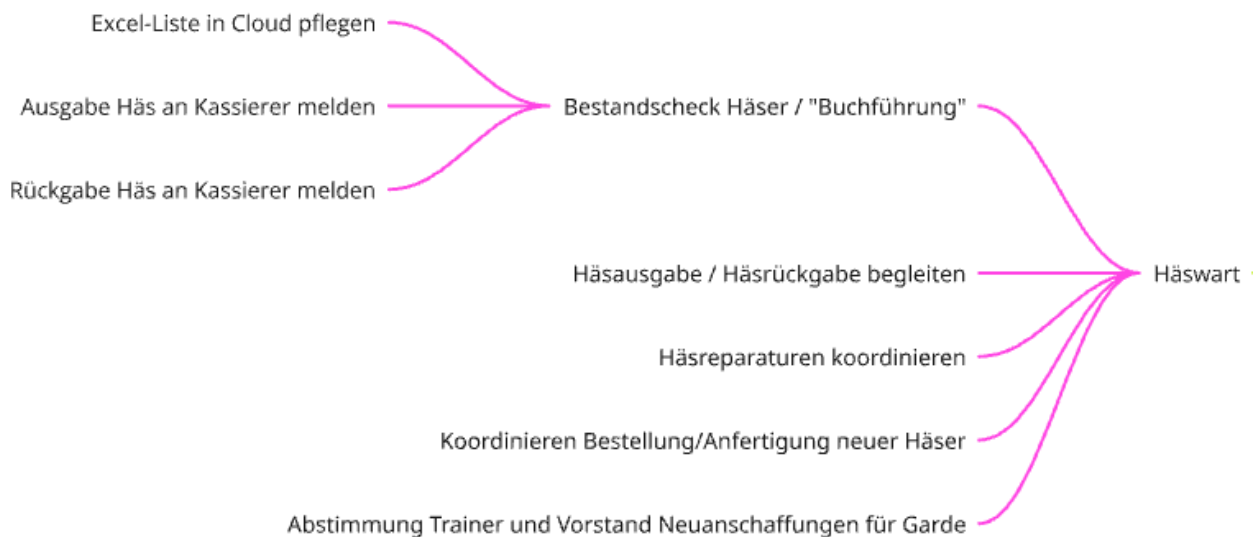 Excel-Liste in Cloud pflegen
Ausgabe Häs an Kassierer melden
Bestandscheck Häser / "Buchführung"
Rückgabe Häs an Kassierer melden
Häsausgabe / Häsrückgabe begleiten
Häswart
Häsreparaturen koordinieren
Koordinieren Bestellung/Anfertigung neuer Häser
Abstimmung Trainer und Vorstand Neuanschaffungen für Garde